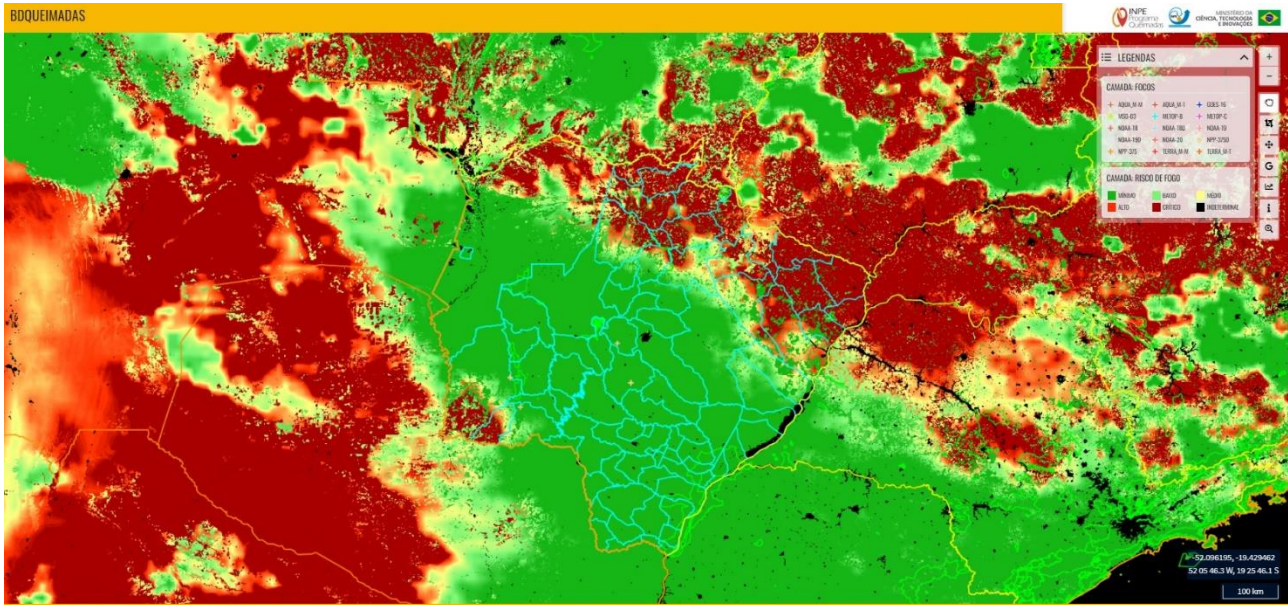 BDQUEIMADAS
INPE
Programa
Queimadas
MINISTÉRIO DA
CIÊNCIA, TECNOLOGIA
E INOVAÇÕES
LEGENDAS
CAMADA: FOCOS
AQUA_M-M AQUA_M-T GOES-16
MSG-03 METOP-B METOP-C
NOAA-18 NOAA-18D NOAA-19
NOAA-19D NOAA-20 NPP-375D
NPP-375 TERRA_M-M TERRA_M-T
CAMADA: RISCO DE FOGO
MÍNIMO BAIXO MÉDIO
ALTO CRÍTICO
-52.096195, -19.429462
52 05 46.3 W, 19 25 46.1 S
100 km